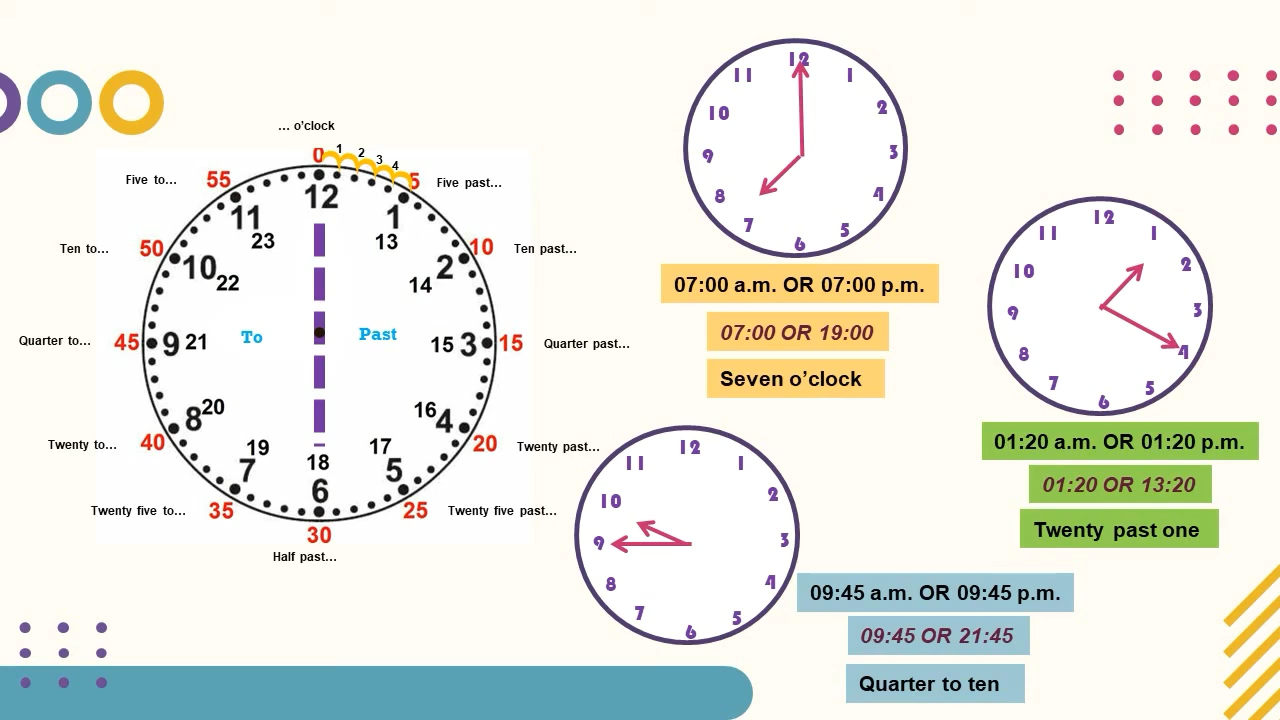 … o’clock
0 1 2 3 4 5
Five to… 55 Five past…
12
11 1
23 13
Ten to… 50 10 Ten past…
10 2
22 14
To Past
Quarter to… 45 9 21 15 3 15 Quarter past…
20 16
8 4
Twenty to… 40 20 Twenty past…
19 17
18
7 5
6
Twenty five to… 35 25 Twenty five past…
30
Half past…
12
11 1
10 2
9 3
8 4
7 5
6
07:00 a.m. OR 07:00 p.m.
07:00 OR 19:00
Seven o’clock
12
11 1
10 2
9 3
8 4
7 5
6
01:20 a.m. OR 01:20 p.m.
01:20 OR 13:20
Twenty past one
12
11 1
10 2
9 3
8 4
7 5
6
09:45 a.m. OR 09:45 p.m.
09:45 OR 21:45
Quarter to ten